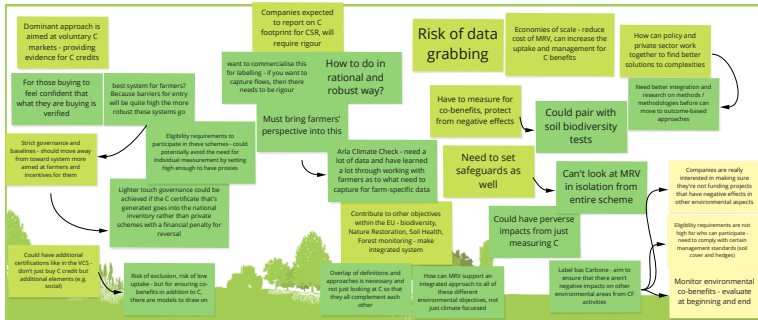 Dominant approach is
aimed at voluntary C
markets - providing
evidence for C credits
For those buying to
feel confident that
what they are buying
is verified
best system for farmers?
Because barriers for entry
will be quite high the more
robust these systems go
Strict governance and
baselines - should move away
from toward system more
aimed at farmers and
incentives for them
Eligibility requirements to
participate in these schemes - could
potentially avoid the need for
individual measurement by setting
high enough to have proxies
Lighter touch governance could be
achieved if the C certificate that's
generated goes into the national
inventory rather than private
schemes with a financial penalty for
reversal
Could have additional
certifications like in the VCS -
don't just buy C credit but
additional elements (e.g.
social)
Risk of exclusion, risk of low
uptake - but for ensuring co-
benefits in addition to C,
there are models to draw on
Companies expected
to report on C
footprint for CSR, will
require rigour
want to commercialise this
for labelling - if you want to
capture flows, then there
needs to be rigour
How to do in
rational and
robust way?
Must bring farmers'
perspective into this
Arla Climate Check - need a
lot of data and have learned
a lot through working with
farmers as to what need to
capture for farm-specific data
Contribute to other objectives
within the EU - biodiversity,
Nature Restoration, Soil Health,
Forest monitoring - make
integrated system
Overlap of definitions and
approaches is necessary and
not just looking at C so that
they all complement each
other
How can MRV support an
integrated approach to all of
these different
environmental objectives, not
just climate focussed
Risk of data
grabbing
Economies of scale - reduce
cost of MRV, can increase the
uptake and management for
C benefits
How can policy and
private sector work
together to find better
solutions to complexities
Need better integration and
research on methods /
methodologies before can
move to outcome-based
approaches
Have to measure for
co-benefits, protect
from negative effects
Could pair with
soil biodiversity
tests
Need to set
safeguards as
well
Can't look at MRV
in isolation from
entire scheme
Could have perverse
impacts from just
measuring C
Label bas Carbone - aim to
ensure that there aren't
negative impacts on other
environmental areas from CF
activities
Companies are really
interested in making sure
they're not funding projects
that have negative effects in
other environmental aspects
Eligibility requirements are not
high for who can participate -
need to comply with certain
management standards (soil
cover and hedges)
Monitor environmental
co-benefits - evaluate
at beginning and end